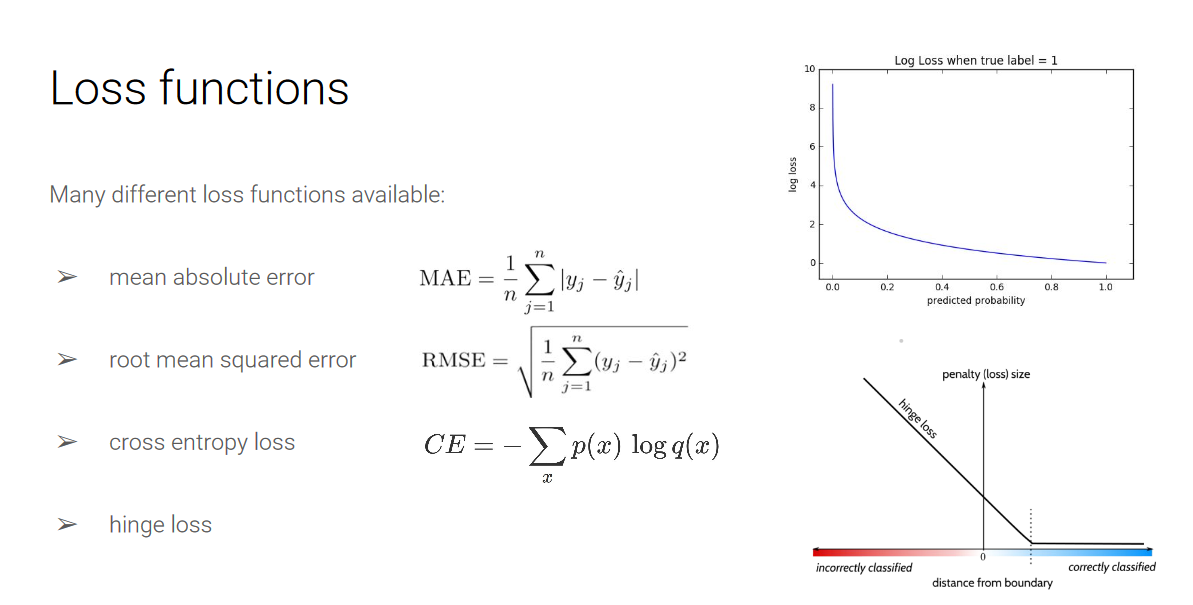 Loss functions
Many different loss functions available:
➢ mean absolute error
MAE = \frac{1}{n} \sum_{j=1}^{n} |y_j - \hat{y}_j|
➢ root mean squared error
RMSE = \sqrt{\frac{1}{n} \sum_{j=1}^{n} (y_j - \hat{y}_j)^2}
➢ cross entropy loss
CE = - \sum_{x} p(x) \log q(x)
➢ hinge loss
Log Loss when true label = 1
10
8
6
4
2
0
log loss
0.0 0.2 0.4 0.6 0.8 1.0
predicted probability
penalty (loss) size
hinge loss
0
incorrectly classified correctly classified
distance from boundary